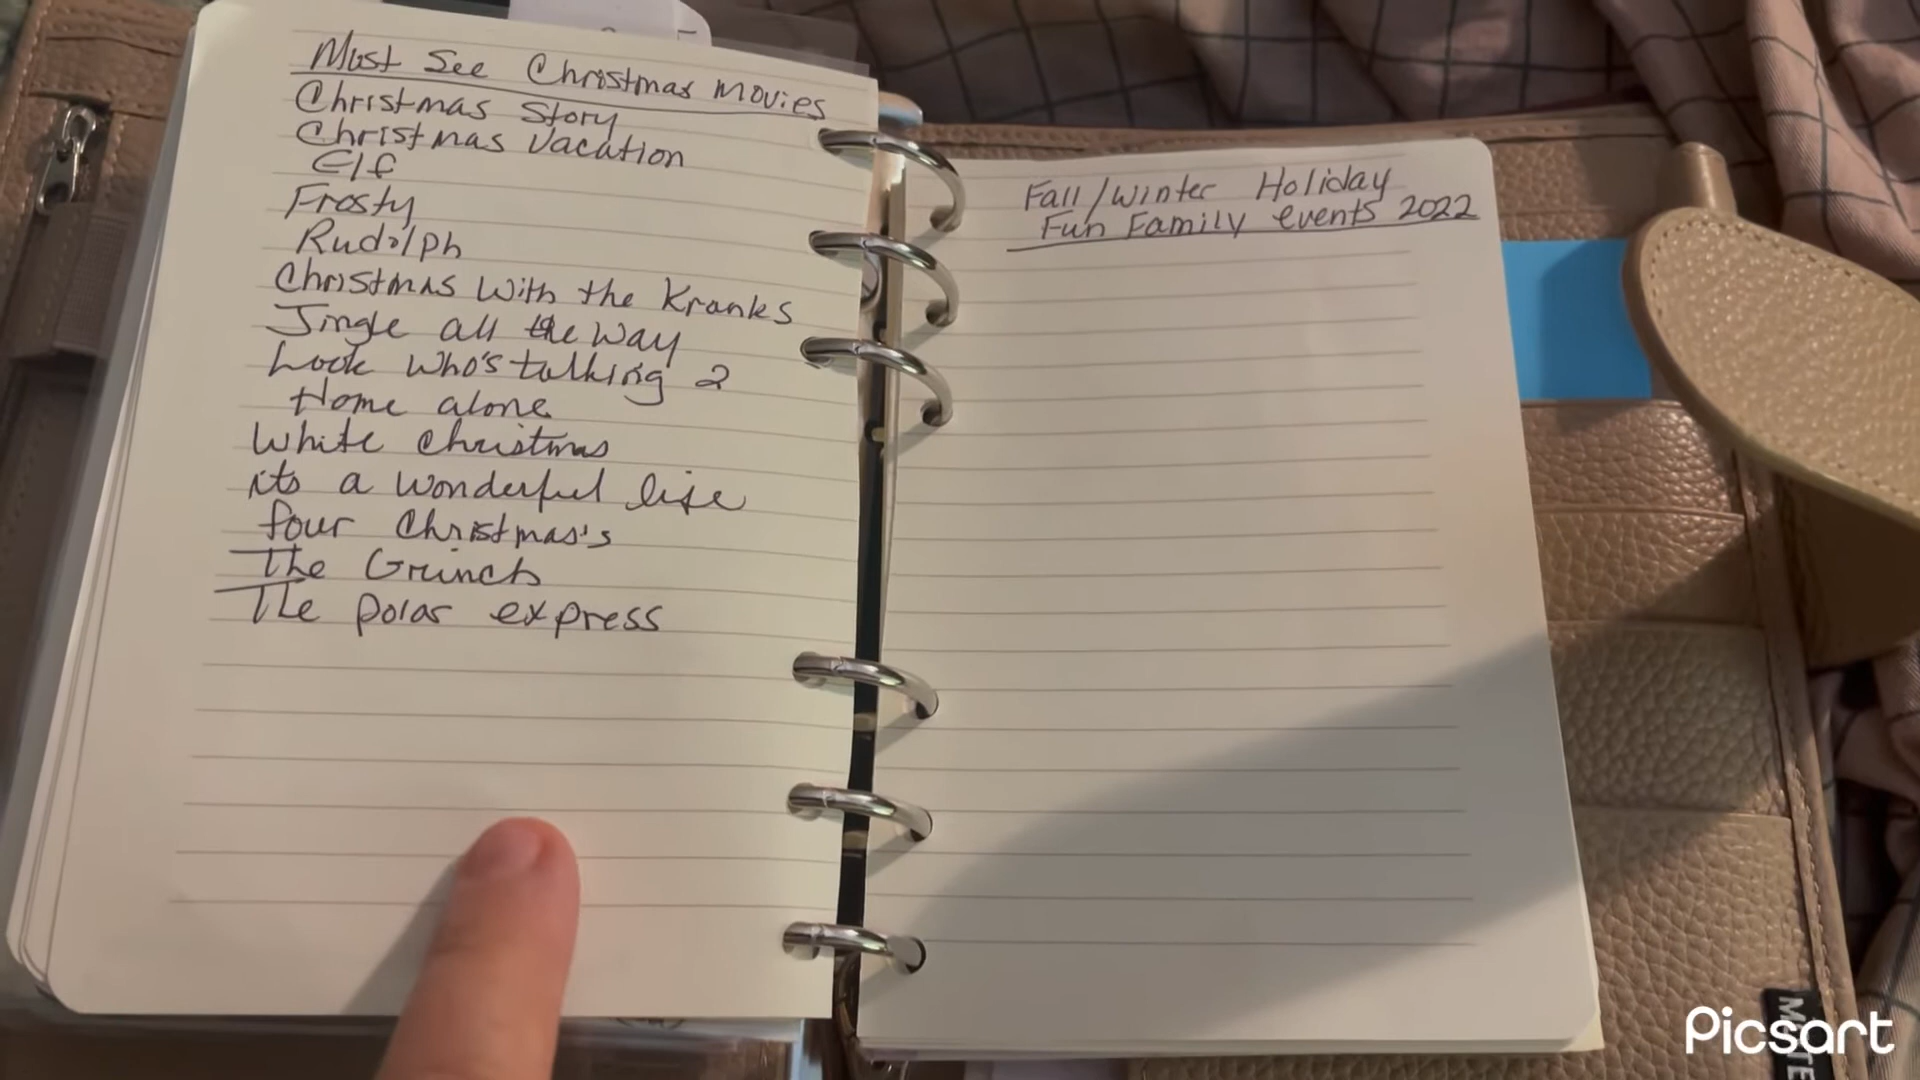 Must See Christmas Movies
Christmas Story
Christmas Vacation
Elf
Frosty
Rudolph
Christmas With the Kranks
Jingle all the Way
Look Who's talking 2
Home alone
White Christmas
its a Wonderful life
four Christmas's
The Grinch
The polar express
Fall/Winter Holiday
Fun Family events 2022
Picsart